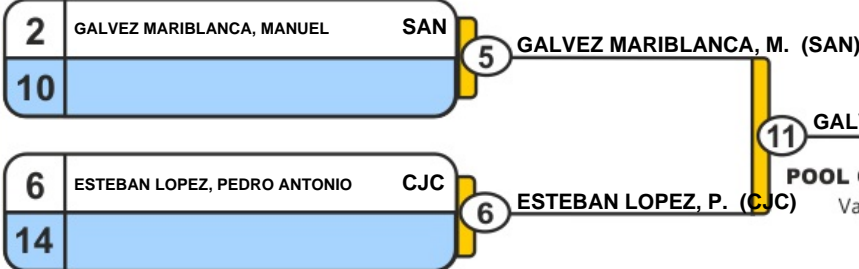 2 GALVEZ MARIBLANCA, MANUEL SAN
10
5 GALVEZ MARIBLANCA, M. (SAN)
11
POOL
6 ESTEBAN LOPEZ, PEDRO ANTONIO CJC
14
6 ESTEBAN LOPEZ, P. (CJC)